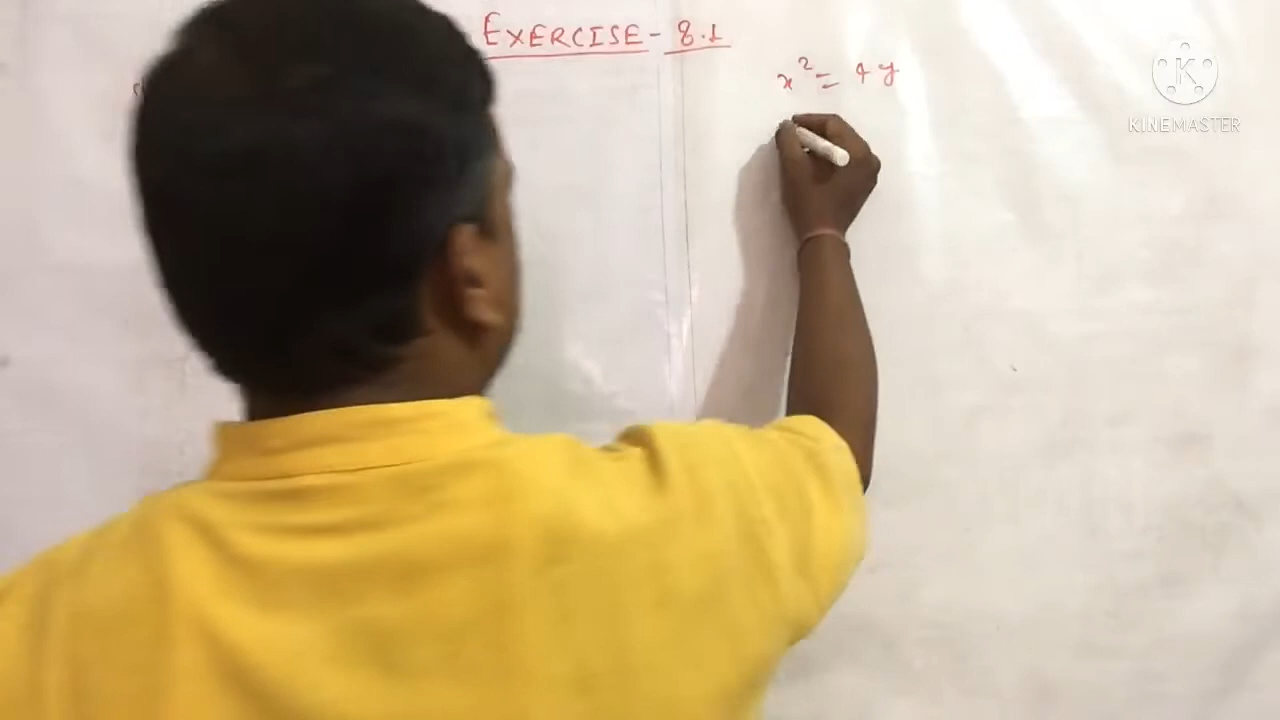 EXERCISE - 8.1
x² = 4y
K
KINEMASTER